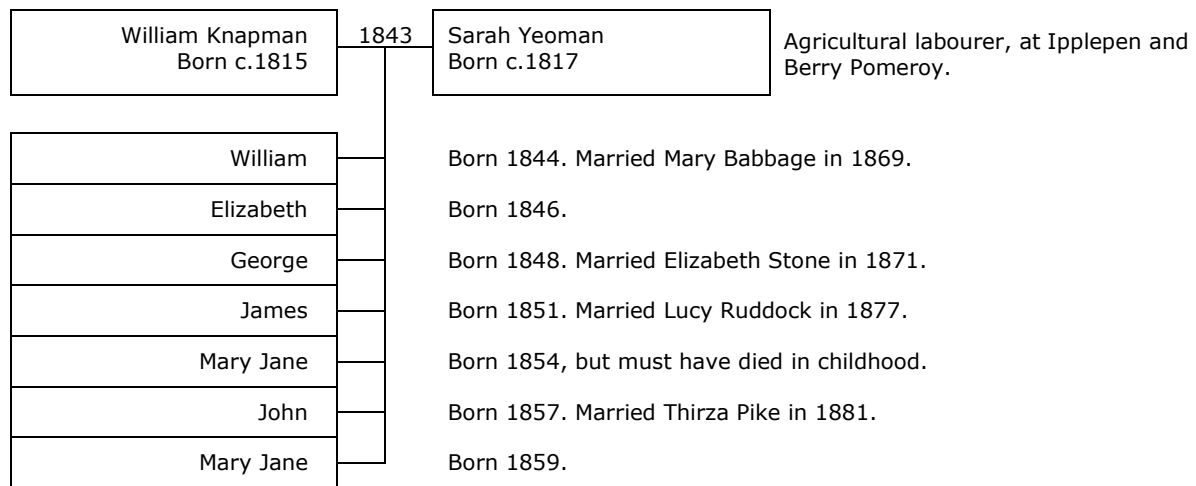 William Knapman
Born c.1815
1843
Sarah Yeoman
Born c.1817
Agricultural labourer, at Ipplepen and
Berry Pomeroy.
William
Born 1844. Married Mary Babbage in 1869.
Elizabeth
Born 1846.
George
Born 1848. Married Elizabeth Stone in 1871.
James
Born 1851. Married Lucy Ruddock in 1877.
Mary Jane
Born 1854, but must have died in childhood.
John
Born 1857. Married Thirza Pike in 1881.
Mary Jane
Born 1859.